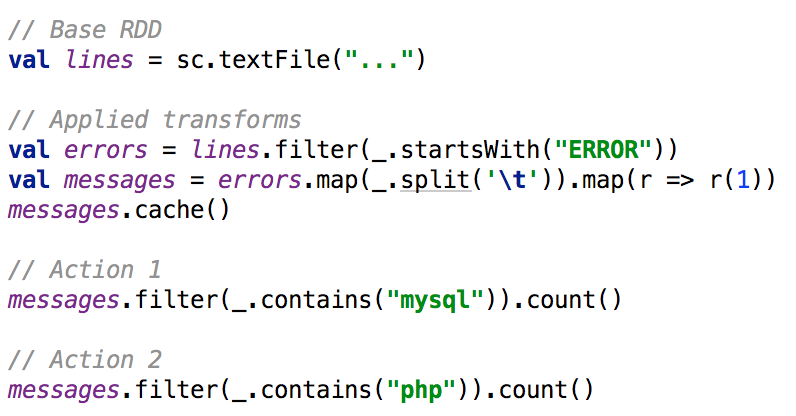 // Base RDD
val lines = sc.textFile("...")
// Applied transforms
val errors = lines.filter(_.startsWith("ERROR"))
val messages = errors.map(_.split('\t')).map(r => r(1))
messages.cache()
// Action 1
messages.filter(_.contains("mysql")).count()
// Action 2
messages.filter(_.contains("php")).count()